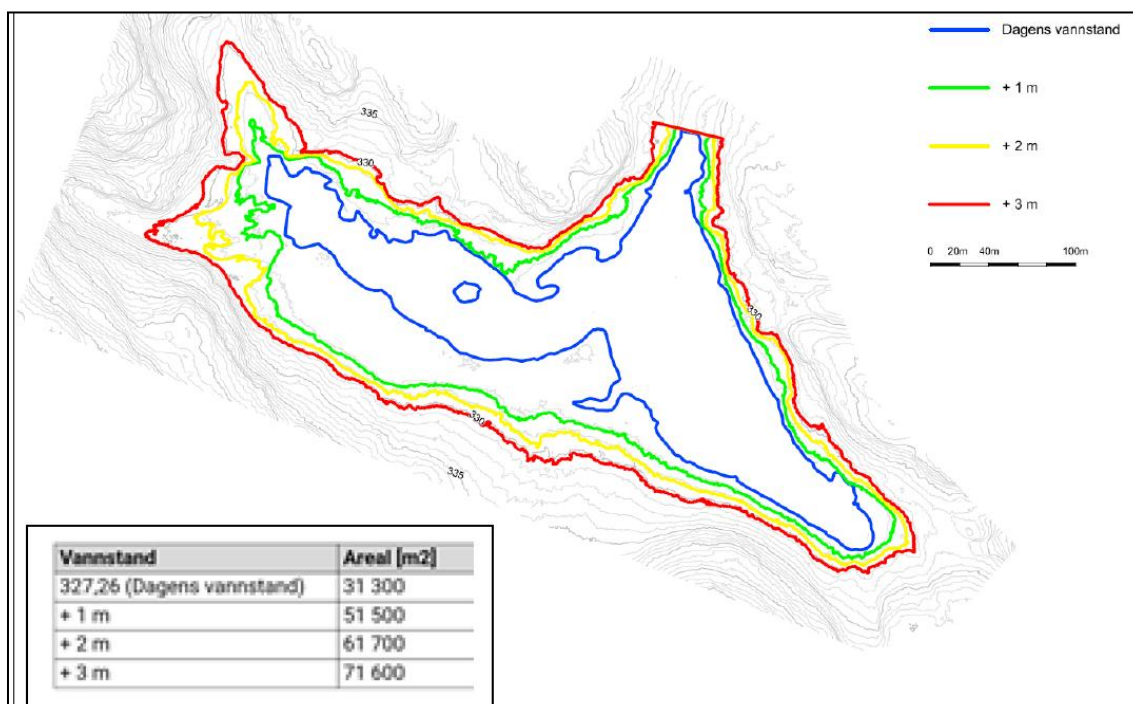 Dagens vannstand
+ 1 m
+ 2 m
+ 3 m
0 20m 40m 100m
335
330
330
330
335
Vannstand Areal [m2]
327,26 (Dagens vannstand) 31 300
+ 1 m 51 500
+ 2 m 61 700
+ 3 m 71 600